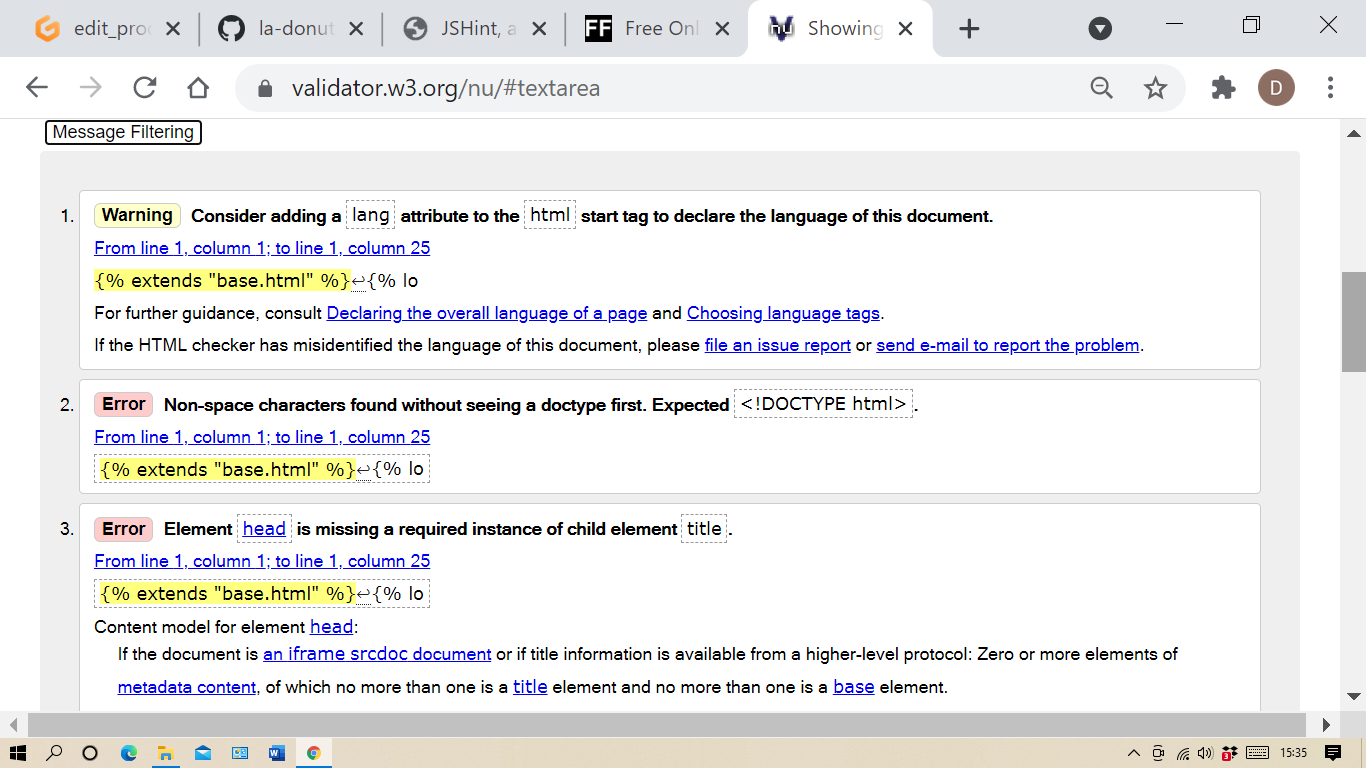 edit_pro
la-donut
JSHint, a
FF
Free Onl
nu
Showing
validator.w3.org/nu/#textarea
D
Message Filtering
1. Warning Consider adding a lang attribute to the html start tag to declare the language of this document.
From line 1, column 1; to line 1, column 25
{% extends "base.html" %}↩{% lo
For further guidance, consult Declaring the overall language of a page and Choosing language tags.
If the HTML checker has misidentified the language of this document, please file an issue report or send e-mail to report the problem.
2. Error Non-space characters found without seeing a doctype first. Expected <!DOCTYPE html>.
From line 1, column 1; to line 1, column 25
{% extends "base.html" %}↩{% lo
3. Error Element head is missing a required instance of child element title.
From line 1, column 1; to line 1, column 25
{% extends "base.html" %}↩{% lo
Content model for element head:
If the document is an iframe srcdoc document or if title information is available from a higher-level protocol: Zero or more elements of
metadata content, of which no more than one is a title element and no more than one is a base element.
3
15:35